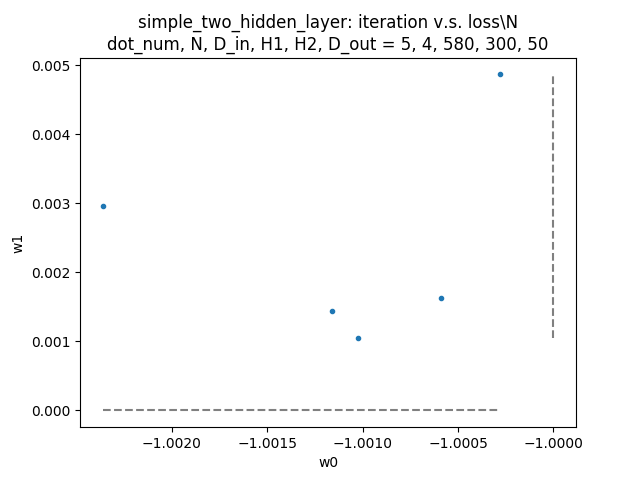 simple_two_hidden_layer: iteration v.s. loss\N
dot_num, N, D_in, H1, H2, D_out = 5, 4, 580, 300, 50
0.005
0.004
0.003
w1
0.002
0.001
0.000
−1.0020 −1.0015 −1.0010 −1.0005 −1.0000
w0